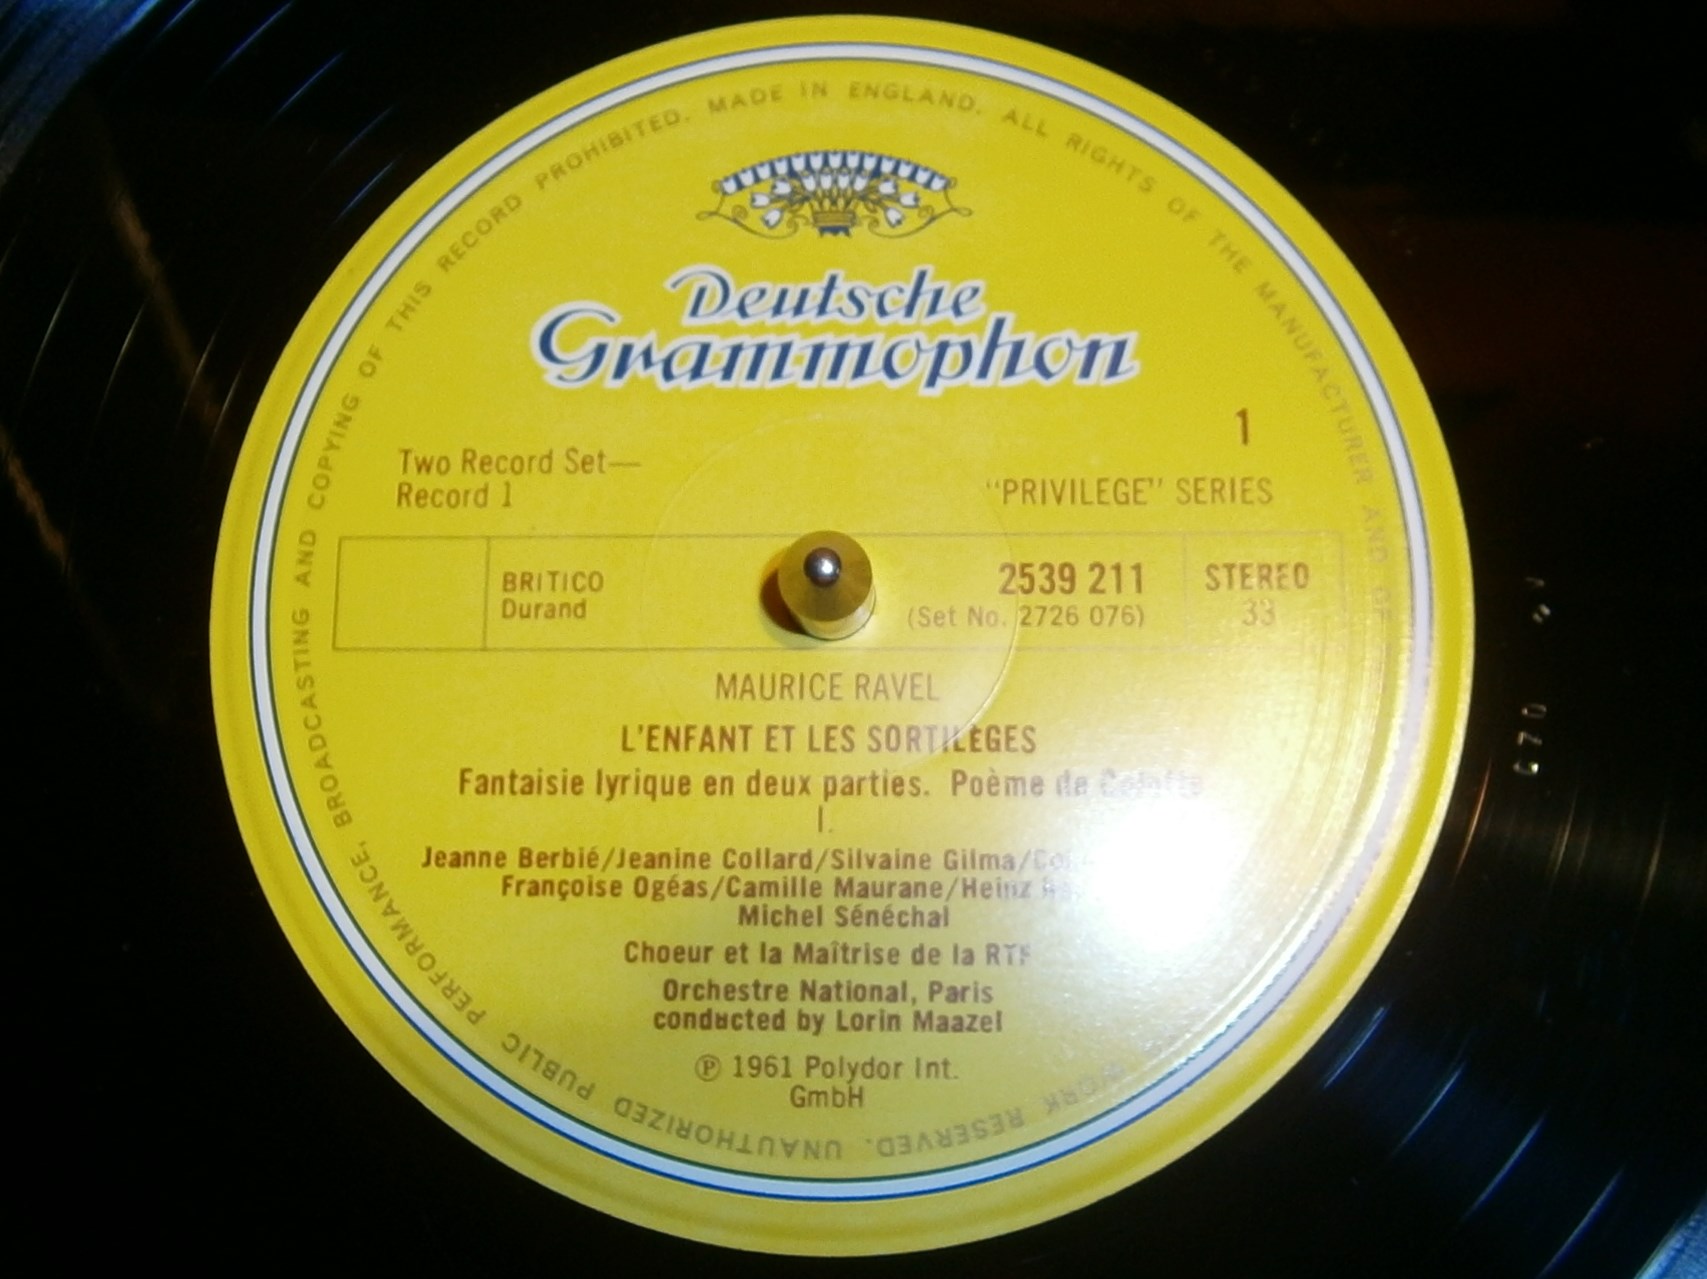 MADE IN ENGLAND. ALL RIGHTS OF THE MANUFACTURER AND OF WORK RESERVED. UNAUTHORIZED PUBLIC PERFORMANCE, BROADCASTING AND COPYING OF THIS RECORD PROHIBITED.
Deutsche
Grammophon
1
Two Record Set—
Record 1
"PRIVILEGE" SERIES
BRITICO
Durand
2539 211
(Set No. 2726 076)
STEREO
33
MAURICE RAVEL
L'ENFANT ET LES SORTILÈGES
Fantaisie lyrique en deux parties. Poème de Colette
I.
Jeanne Berbié/Jeanine Collard/Silvaine Gilma/
Françoise Ogéas/Camille Maurane/Heinz
Michel Sénéchal
Choeur et la Maîtrise de la RTF
Orchestre National, Paris
conducted by Lorin Maazel
℗ 1961 Polydor Int.
GmbH